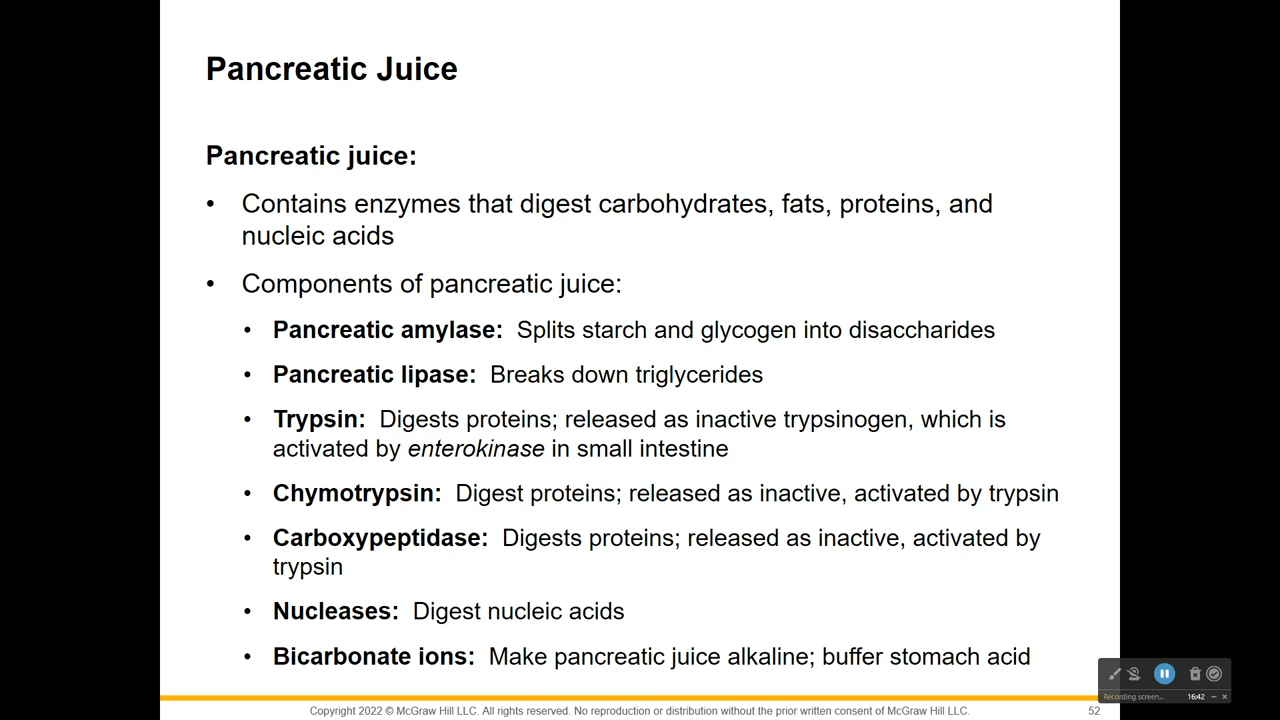 Pancreatic Juice
Pancreatic juice:
• Contains enzymes that digest carbohydrates, fats, proteins, and
nucleic acids
• Components of pancreatic juice:
• Pancreatic amylase: Splits starch and glycogen into disaccharides
• Pancreatic lipase: Breaks down triglycerides
• Trypsin: Digests proteins; released as inactive trypsinogen, which is
activated by enterokinase in small intestine
• Chymotrypsin: Digest proteins; released as inactive, activated by trypsin
• Carboxypeptidase: Digests proteins; released as inactive, activated by
trypsin
• Nucleases: Digest nucleic acids
• Bicarbonate ions: Make pancreatic juice alkaline; buffer stomach acid
Recording screen... 16:42
Copyright 2022 © McGraw Hill LLC. All rights reserved. No reproduction or distribution without the prior written consent of McGraw Hill LLC. 52